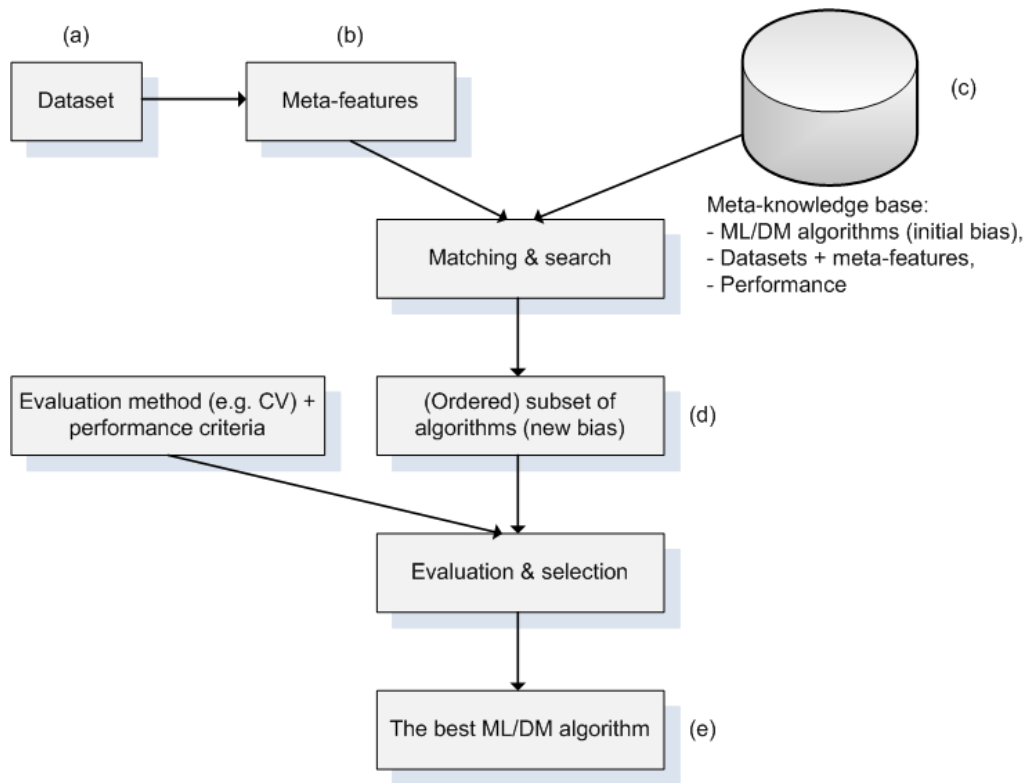 (a)
(b)
Dataset
Meta-features
(c)
Meta-knowledge base:
- ML/DM algorithms (initial bias),
- Datasets + meta-features,
- Performance
Matching & search
Evaluation method (e.g. CV) +
performance criteria
(Ordered) subset of
algorithms (new bias)
(d)
Evaluation & selection
The best ML/DM algorithm
(e)